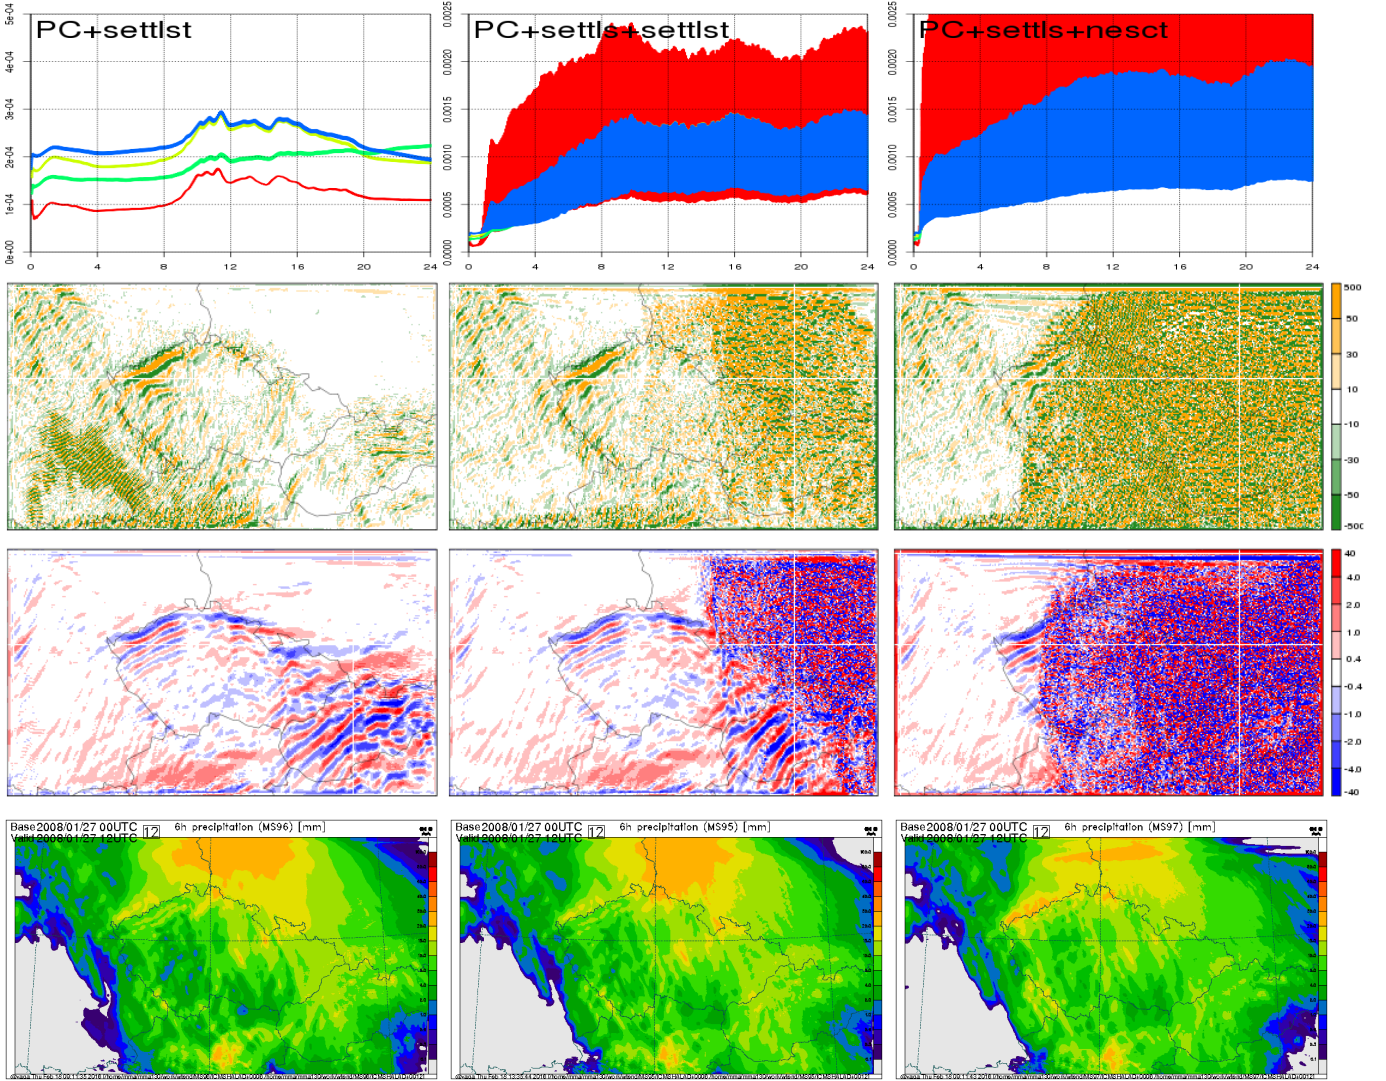 PC+settlst
PC+settls+settlst
PC+settls+nesct
5e-04
4e-04
3e-04
2e-04
1e-04
0e+00
0 4 8 12 16 20 24
0.0025
0.0020
0.0015
0.0010
0.0005
0.0000
0 4 8 12 16 20 24
0.0025
0.0020
0.0015
0.0010
0.0005
0.0000
0 4 8 12 16 20 24
500
50
30
10
-10
-30
-50
-500
40
4.0
2.0
1.0
0.4
-0.4
-1.0
-2.0
-4.0
-40
Base 2008/01/27 00UTC 12 6h precipitation (MS96) [mm]
Valid 2008/01/27 12UTC
Base 2008/01/27 00UTC 12 6h precipitation (MS95) [mm]
Valid 2008/01/27 12UTC
Base 2008/01/27 00UTC 12 6h precipitation (MS97) [mm]
Valid 2008/01/27 12UTC